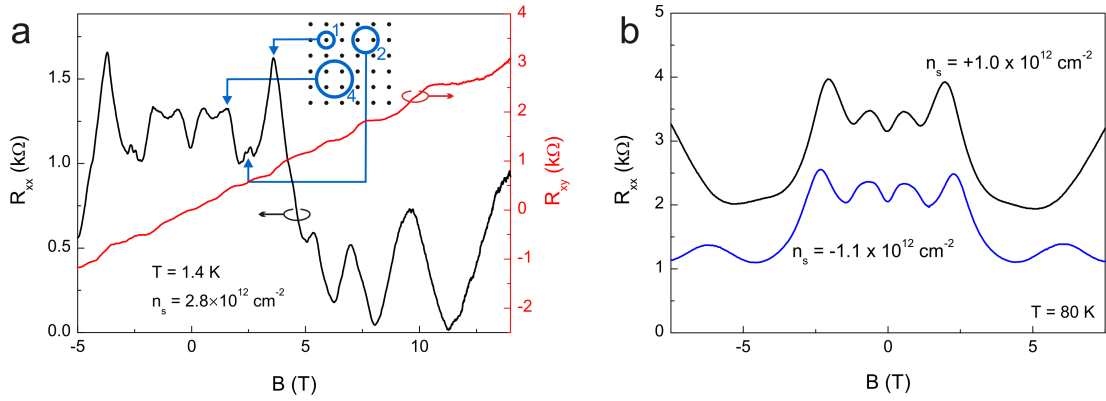 a
R_xx (kΩ)
1.5
1.0
0.5
0.0
-5
0
5
10
B (T)
4
3
2
1
0
-1
-2
R_xy (kΩ)
1
2
4
T = 1.4 K
n_s = 2.8×10^12 cm^-2
b
R_xx (kΩ)
5
4
3
2
1
0
-5
0
5
B (T)
n_s = +1.0 x 10^12 cm^-2
n_s = -1.1 x 10^12 cm^-2
T = 80 K